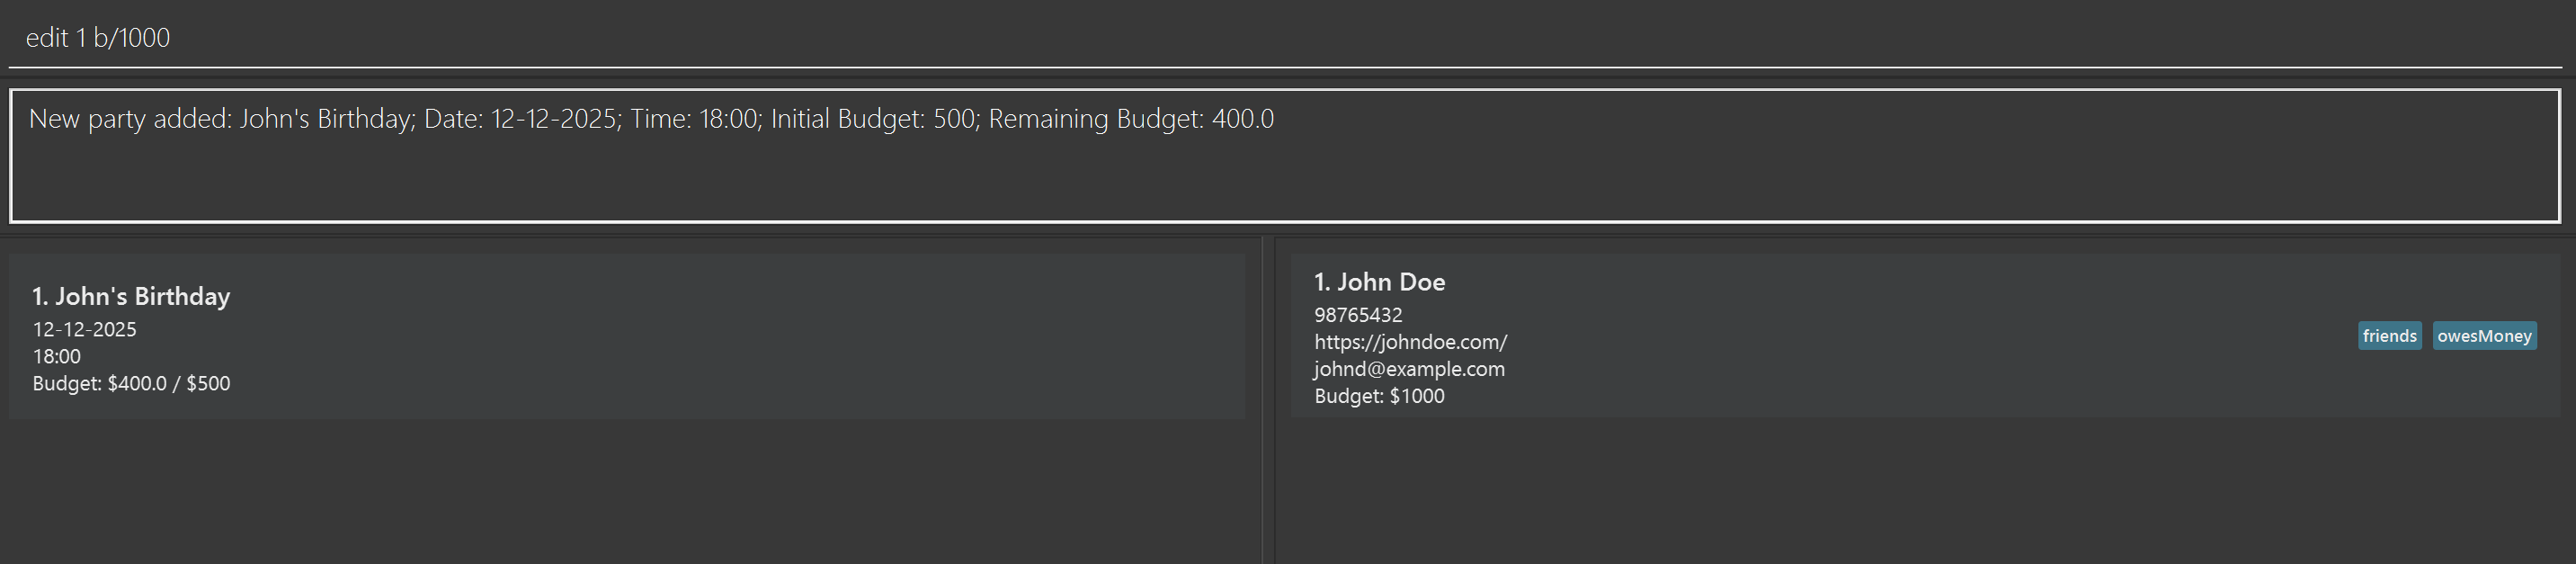 edit 1 b/1000
New party added: John's Birthday; Date: 12-12-2025; Time: 18:00; Initial Budget: 500; Remaining Budget: 400.0
1. John's Birthday
12-12-2025
18:00
Budget: $400.0 / $500
1. John Doe
98765432
https://johndoe.com/
johnd@example.com
Budget: $1000
friends owesMoney